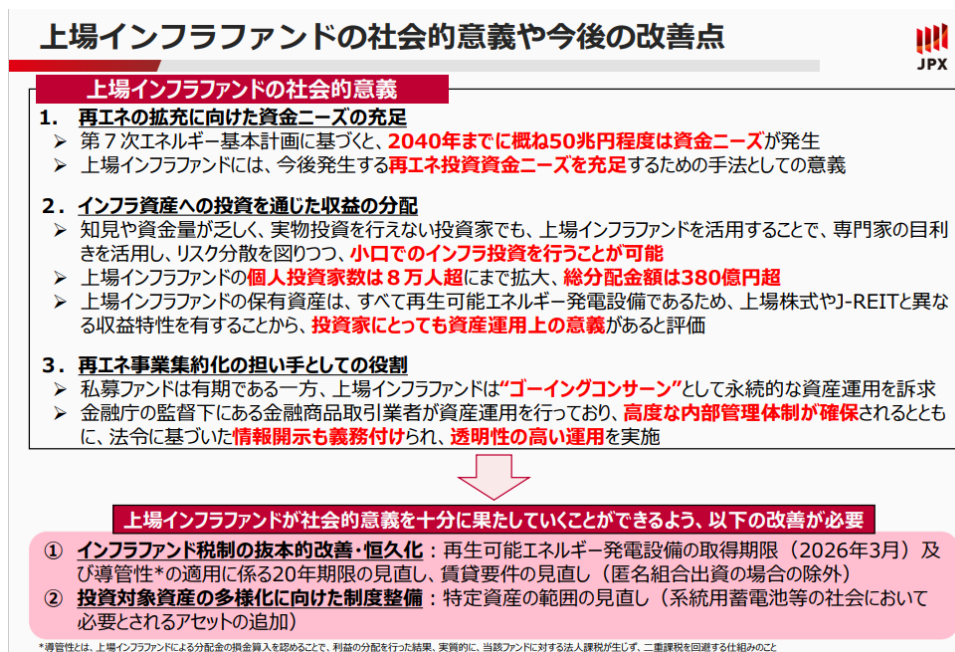 上場インフラファンドの社会的意義や今後の改善点
JPX
上場インフラファンドの社会的意義
1. 再エネの拡充に向けた資金ニーズの充足
➢ 第７次エネルギー基本計画に基づくと、2040年までに概ね50兆円程度は資金ニーズが発生
➢ 上場インフラファンドには、今後発生する再エネ投資資金ニーズを充足するための手法としての意義
２．インフラ資産への投資を通じた収益の分配
➢ 知見や資金量が乏しく、実物投資を行えない投資家でも、上場インフラファンドを活用することで、専門家の目利
きを活用し、リスク分散を図りつつ、小口でのインフラ投資を行うことが可能
➢ 上場インフラファンドの個人投資家数は８万人超にまで拡大、総分配金額は380億円超
➢ 上場インフラファンドの保有資産は、すべて再生可能エネルギー発電設備であるため、上場株式やJ-REITと異な
る収益特性を有することから、投資家にとっても資産運用上の意義があると評価
３．再エネ事業集約化の担い手としての役割
➢ 私募ファンドは有期である一方、上場インフラファンドは“ゴーイングコンサーン”として永続的な資産運用を訴求
➢ 金融庁の監督下にある金融商品取引業者が資産運用を行っており、高度な内部管理体制が確保されるととも
に、法令に基づいた情報開示も義務付けられ、透明性の高い運用を実施
上場インフラファンドが社会的意義を十分に果たしていくことができるよう、以下の改善が必要
① インフラファンド税制の抜本的改善・恒久化：再生可能エネルギー発電設備の取得期限（2026年3月）及
び導管性*の適用に係る20年期限の見直し、賃貸要件の見直し（匿名組合出資の場合の除外）
② 投資対象資産の多様化に向けた制度整備：特定資産の範囲の見直し（系統用蓄電池等の社会において
必要とされるアセットの追加）
*導管性とは、上場インフラファンドによる分配金の損金算入を認めることで、利益の分配を行った結果、実質的に、当該ファンドに対する法人課税が生じず、二重課税を回避する仕組みのこと